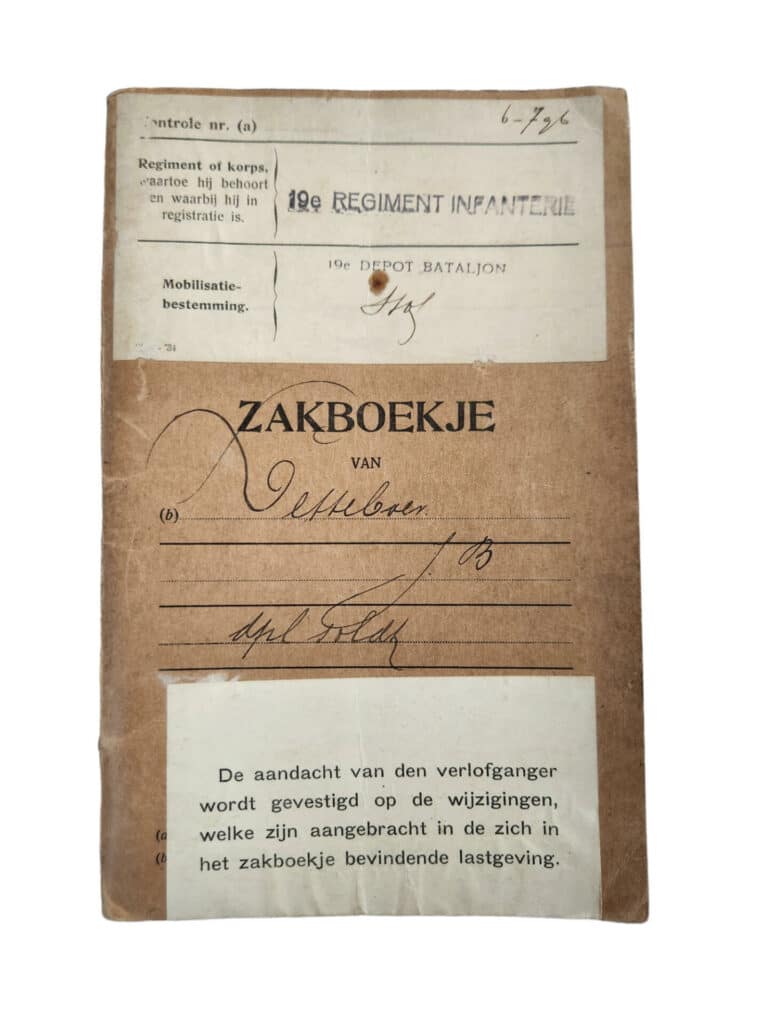 Controle nr. (a)
Regiment of korps,
waartoe hij behoort
en waarbij hij in
registratie is.
19e REGIMENT INFANTERIE
19e DEPOT BATALJON
Mobilisatie-
bestemming.
ZAKBOEKJE
VAN
(b)
J. B
dpl soldt
De aandacht van den verlofganger
wordt gevestigd op de wijzigingen,
welke zijn aangebracht in de zich in
het zakboekje bevindende lastgeving.
(a
(b